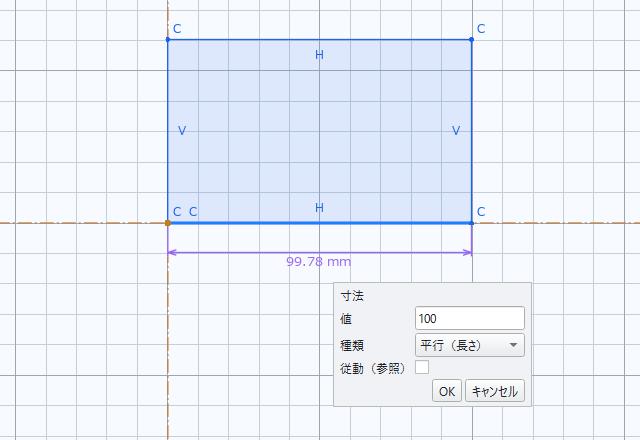 C C
H
V V
C C H C
99.78 mm
寸法
値 100
種類 平行（長さ）
従動（参照）
OK キャンセル